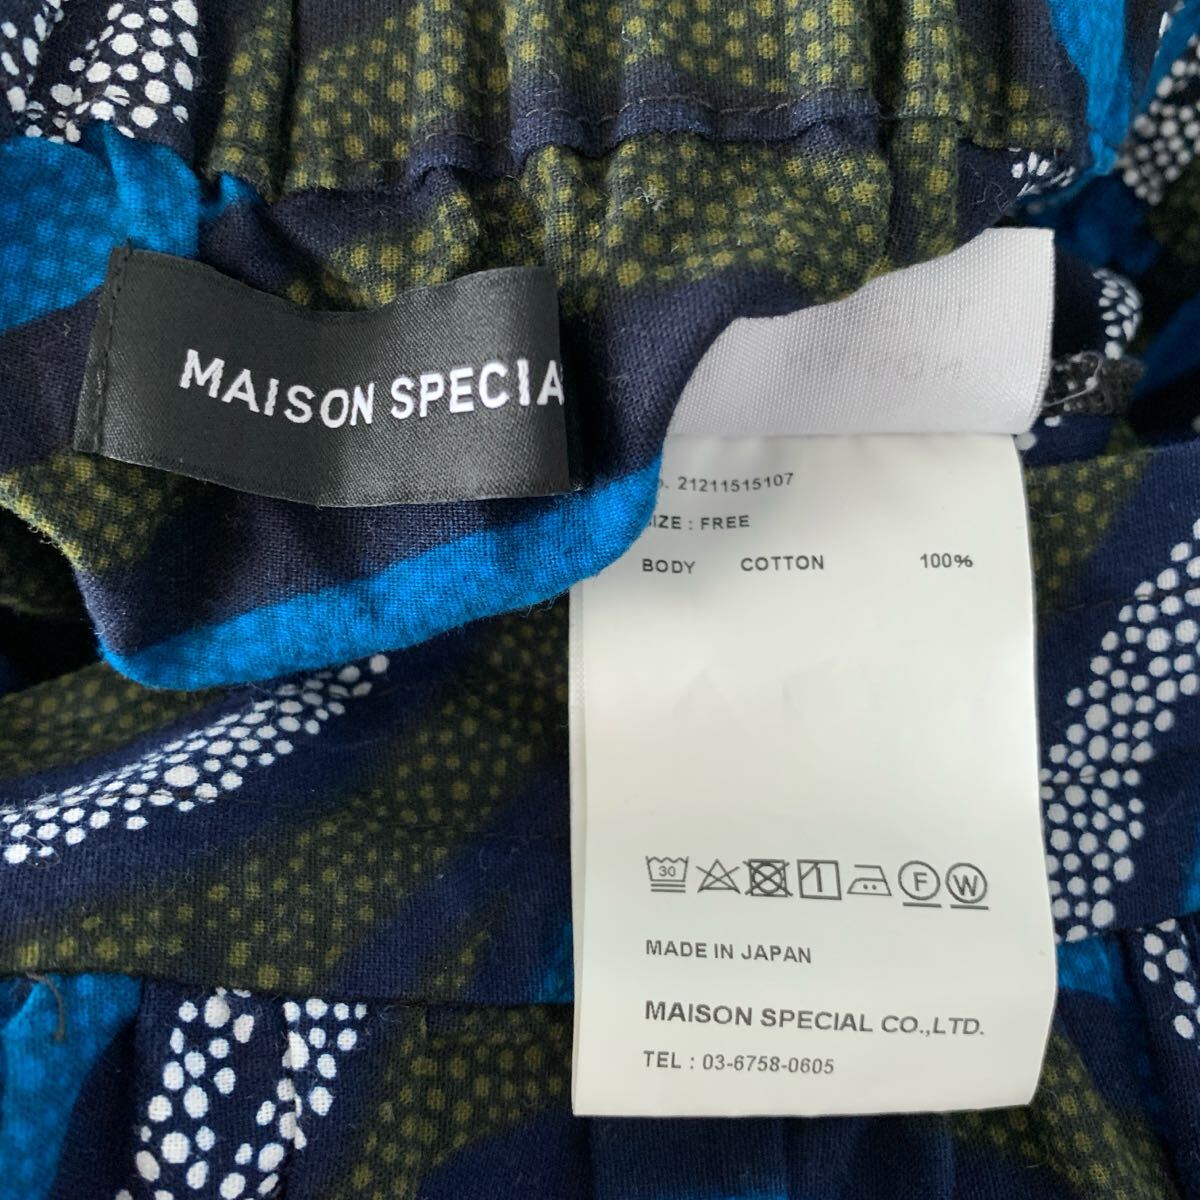 MAISON SPECIA
. 21211515107
SIZE : FREE
BODY COTTON 100%
30
F
W
MADE IN JAPAN
MAISON SPECIAL CO.,LTD.
TEL : 03-6758-0605